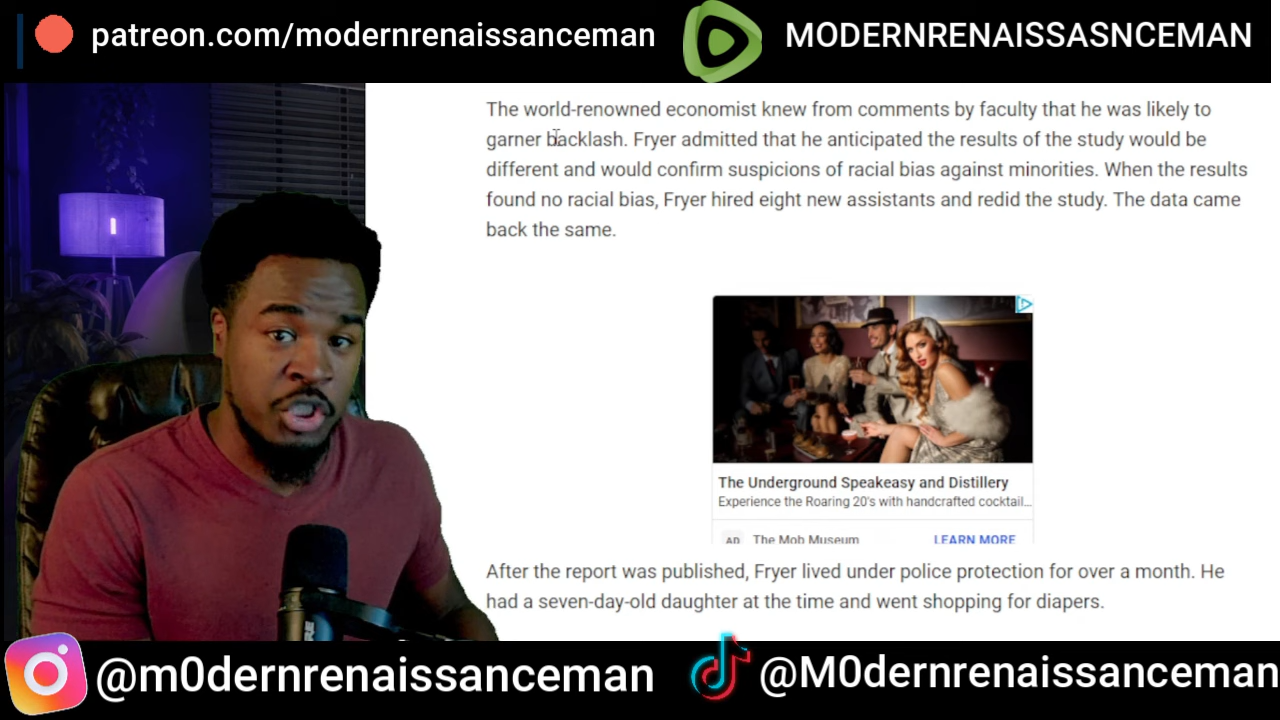 patreon.com/modernrenaissanceman
MODERNRENAISSASNCEMAN
The world-renowned economist knew from comments by faculty that he was likely to
garner backlash. Fryer admitted that he anticipated the results of the study would be
different and would confirm suspicions of racial bias against minorities. When the results
found no racial bias, Fryer hired eight new assistants and redid the study. The data came
back the same.
The Underground Speakeasy and Distillery
Experience the Roaring 20's with handcrafted cocktail...
AD The Mob Museum LEARN MORE
After the report was published, Fryer lived under police protection for over a month. He
had a seven-day-old daughter at the time and went shopping for diapers.
@m0dernrenaissanceman
@M0dernrenaissanceman